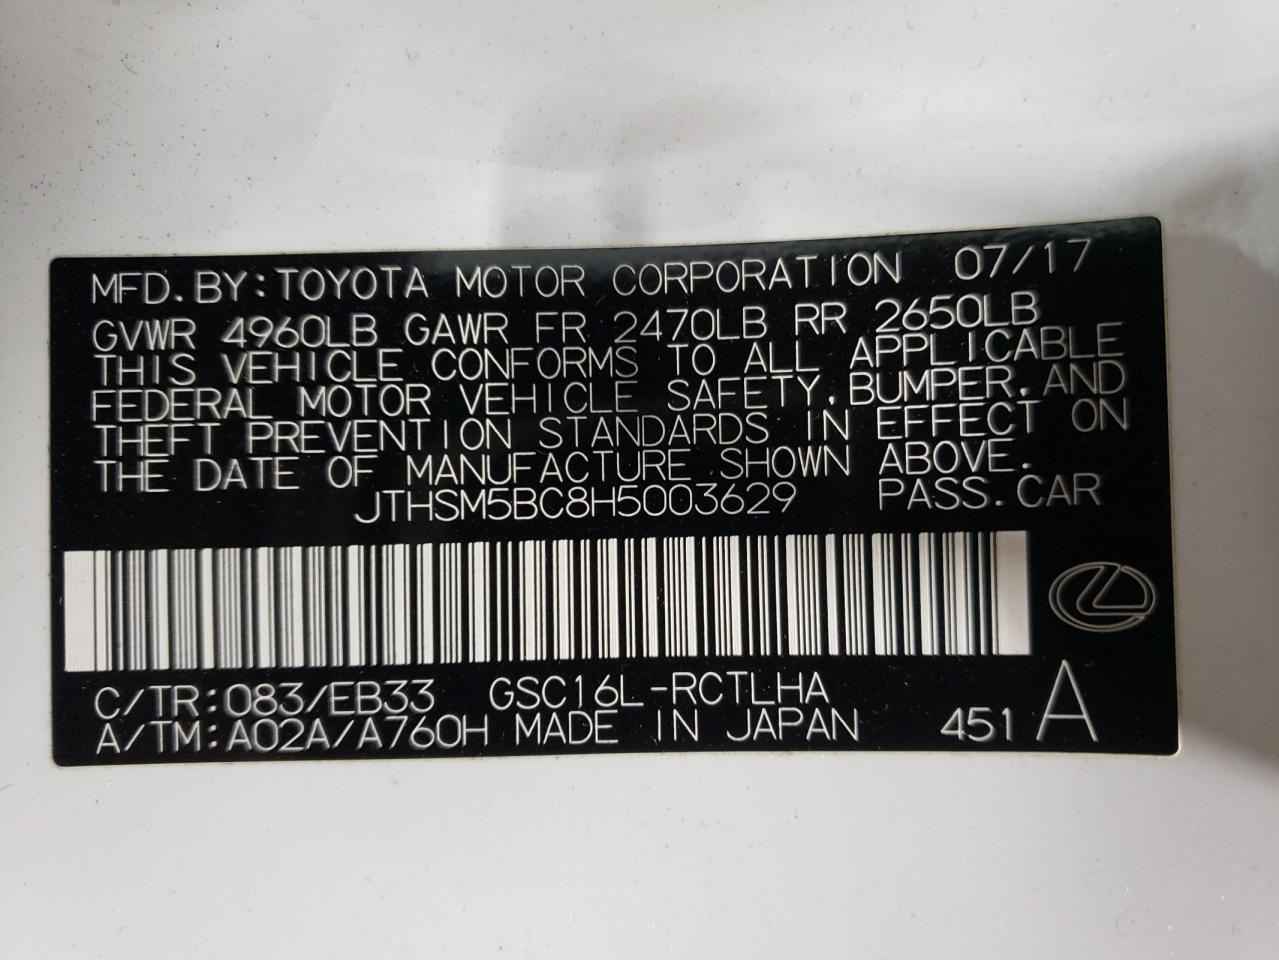 MFD. BY: TOYOTA MOTOR CORPORATION 07/17
GVWR 4960LB GAWR FR 2470LB RR 2650LB
THIS VEHICLE CONFORMS TO ALL APPLICABLE
FEDERAL MOTOR VEHICLE SAFETY, BUMPER, AND
THEFT PREVENTION STANDARDS IN EFFECT ON
THE DATE OF MANUFACTURE SHOWN ABOVE.
JTHSM5BC8H5003629 PASS. CAR
C/TR: 083/EB33 GSC16L-RCTLHA
A/TM: A02A/A760H MADE IN JAPAN 451 A